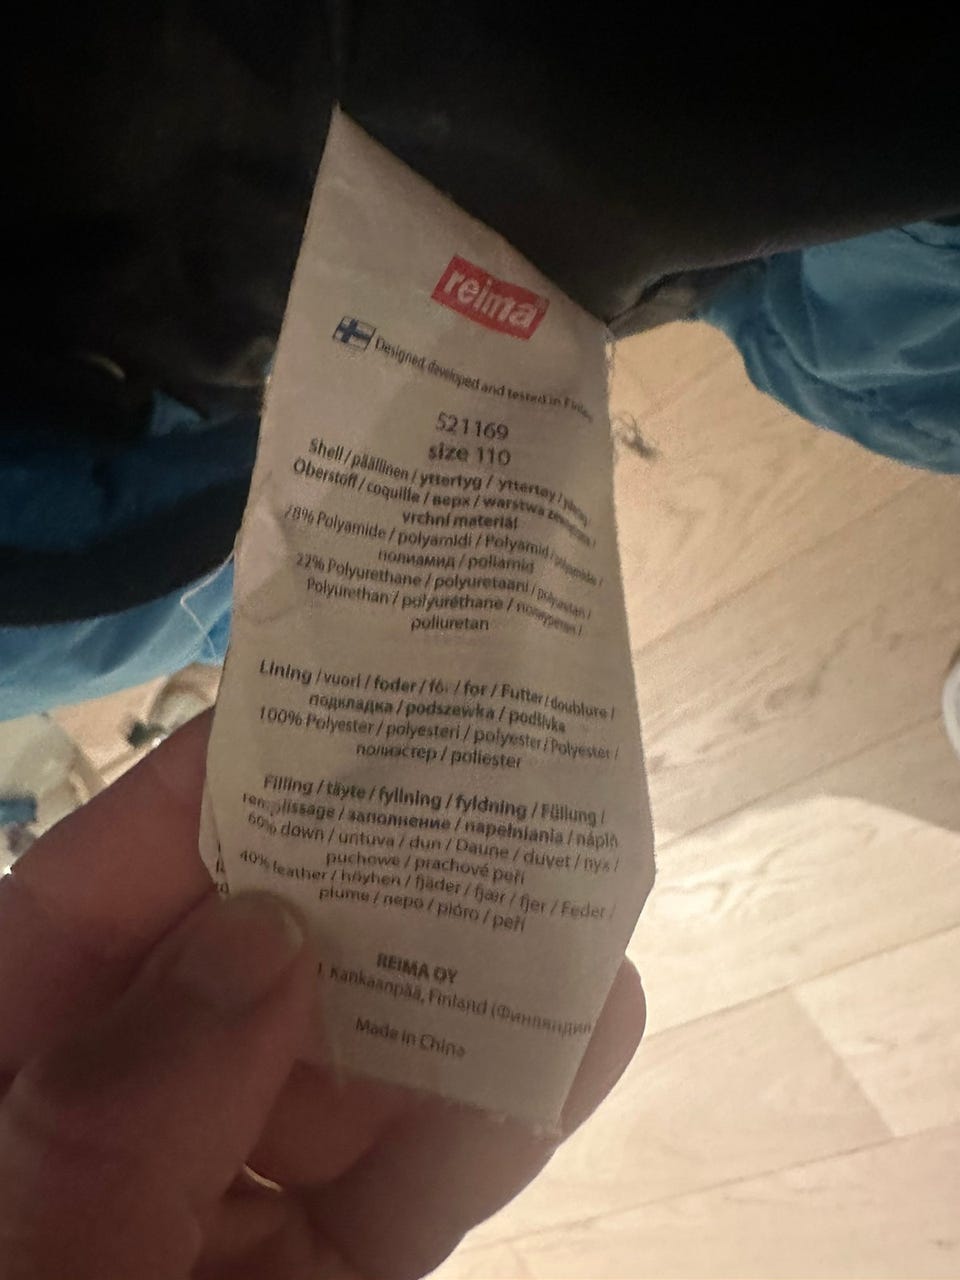 reima
Designed, developed and tested in
521169
size 110
Shell / päällinen / yttertyg / yttertøy /
Oberstoff / coquille / верх / warstwa
vrchní materiál
78% Polyamide / polyamidi / Polyamid /
полиамид / poliamid
22% Polyurethane / polyuretaani /
Polyurethan / polyuréthane /
poliuretan
Lining / vuori / foder / fôr / for / Futter / doublure /
подкладка / podszewka / podšívka
100% Polyester / polyesteri / polyester / Polyester /
полиэстер / poliester
Filling / täyte / fyllning / fyldning / Füllung /
remplissage / заполнение / napełniania / náplň
60% down / untuva / dun / Daune / duvet / пух /
puchowe / prachové peří
40% feather / höyhen / fjäder / fjær / fjer / Feder /
plume / перо / pióro / peří
REIMA OY
Kankaanpää, Finland (Финляндия
Made in China